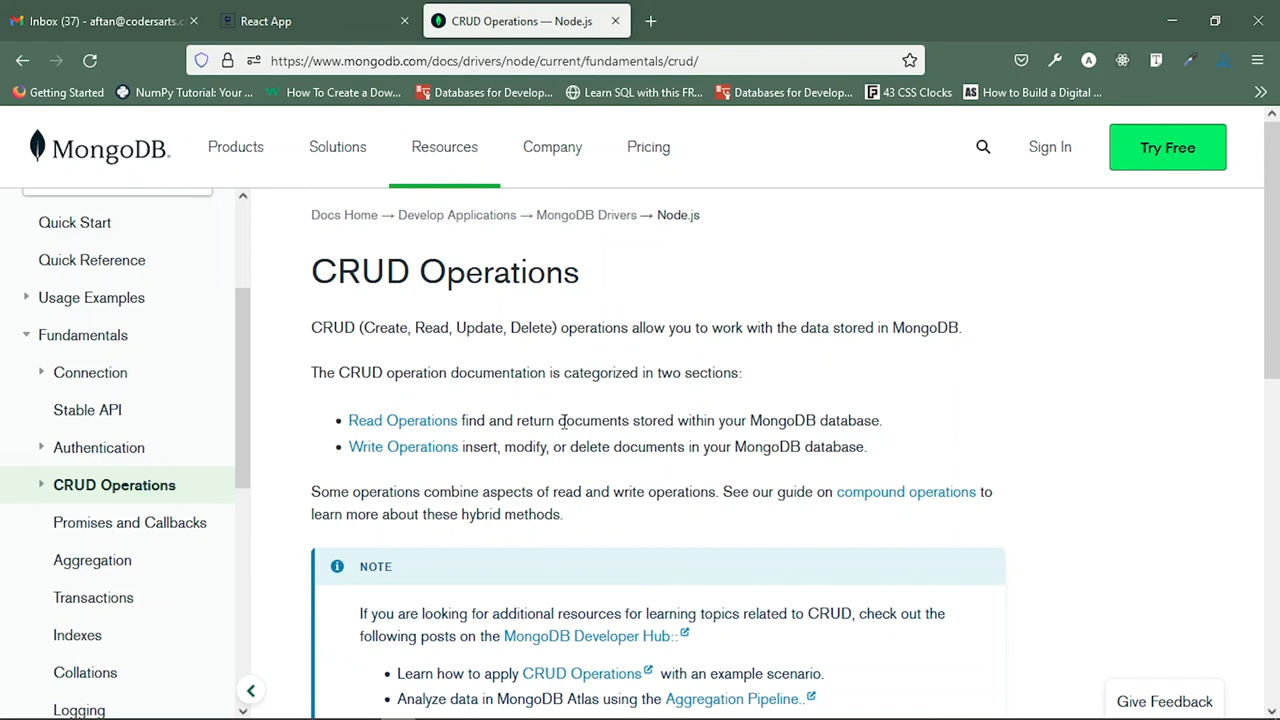 Inbox (37) - aftan@codersarts.c
React App
CRUD Operations — Node.js
https://www.mongodb.com/docs/drivers/node/current/fundamentals/crud/
Getting Started
NumPy Tutorial: Your ...
How To Create a Dow...
Databases for Develop...
Learn SQL with this FR...
Databases for Develop...
43 CSS Clocks
How to Build a Digital ...
MongoDB.
Products
Solutions
Resources
Company
Pricing
Sign In
Try Free
Quick Start
Quick Reference
Usage Examples
Fundamentals
Connection
Stable API
Authentication
CRUD Operations
Promises and Callbacks
Aggregation
Transactions
Indexes
Collations
Logging
Docs Home → Develop Applications → MongoDB Drivers → Node.js
CRUD Operations
CRUD (Create, Read, Update, Delete) operations allow you to work with the data stored in MongoDB.
The CRUD operation documentation is categorized in two sections:
• Read Operations find and return documents stored within your MongoDB database.
• Write Operations insert, modify, or delete documents in your MongoDB database.
Some operations combine aspects of read and write operations. See our guide on compound operations to
learn more about these hybrid methods.
NOTE
If you are looking for additional resources for learning topics related to CRUD, check out the
following posts on the MongoDB Developer Hub::
• Learn how to apply CRUD Operations with an example scenario.
• Analyze data in MongoDB Atlas using the Aggregation Pipeline..
Give Feedback